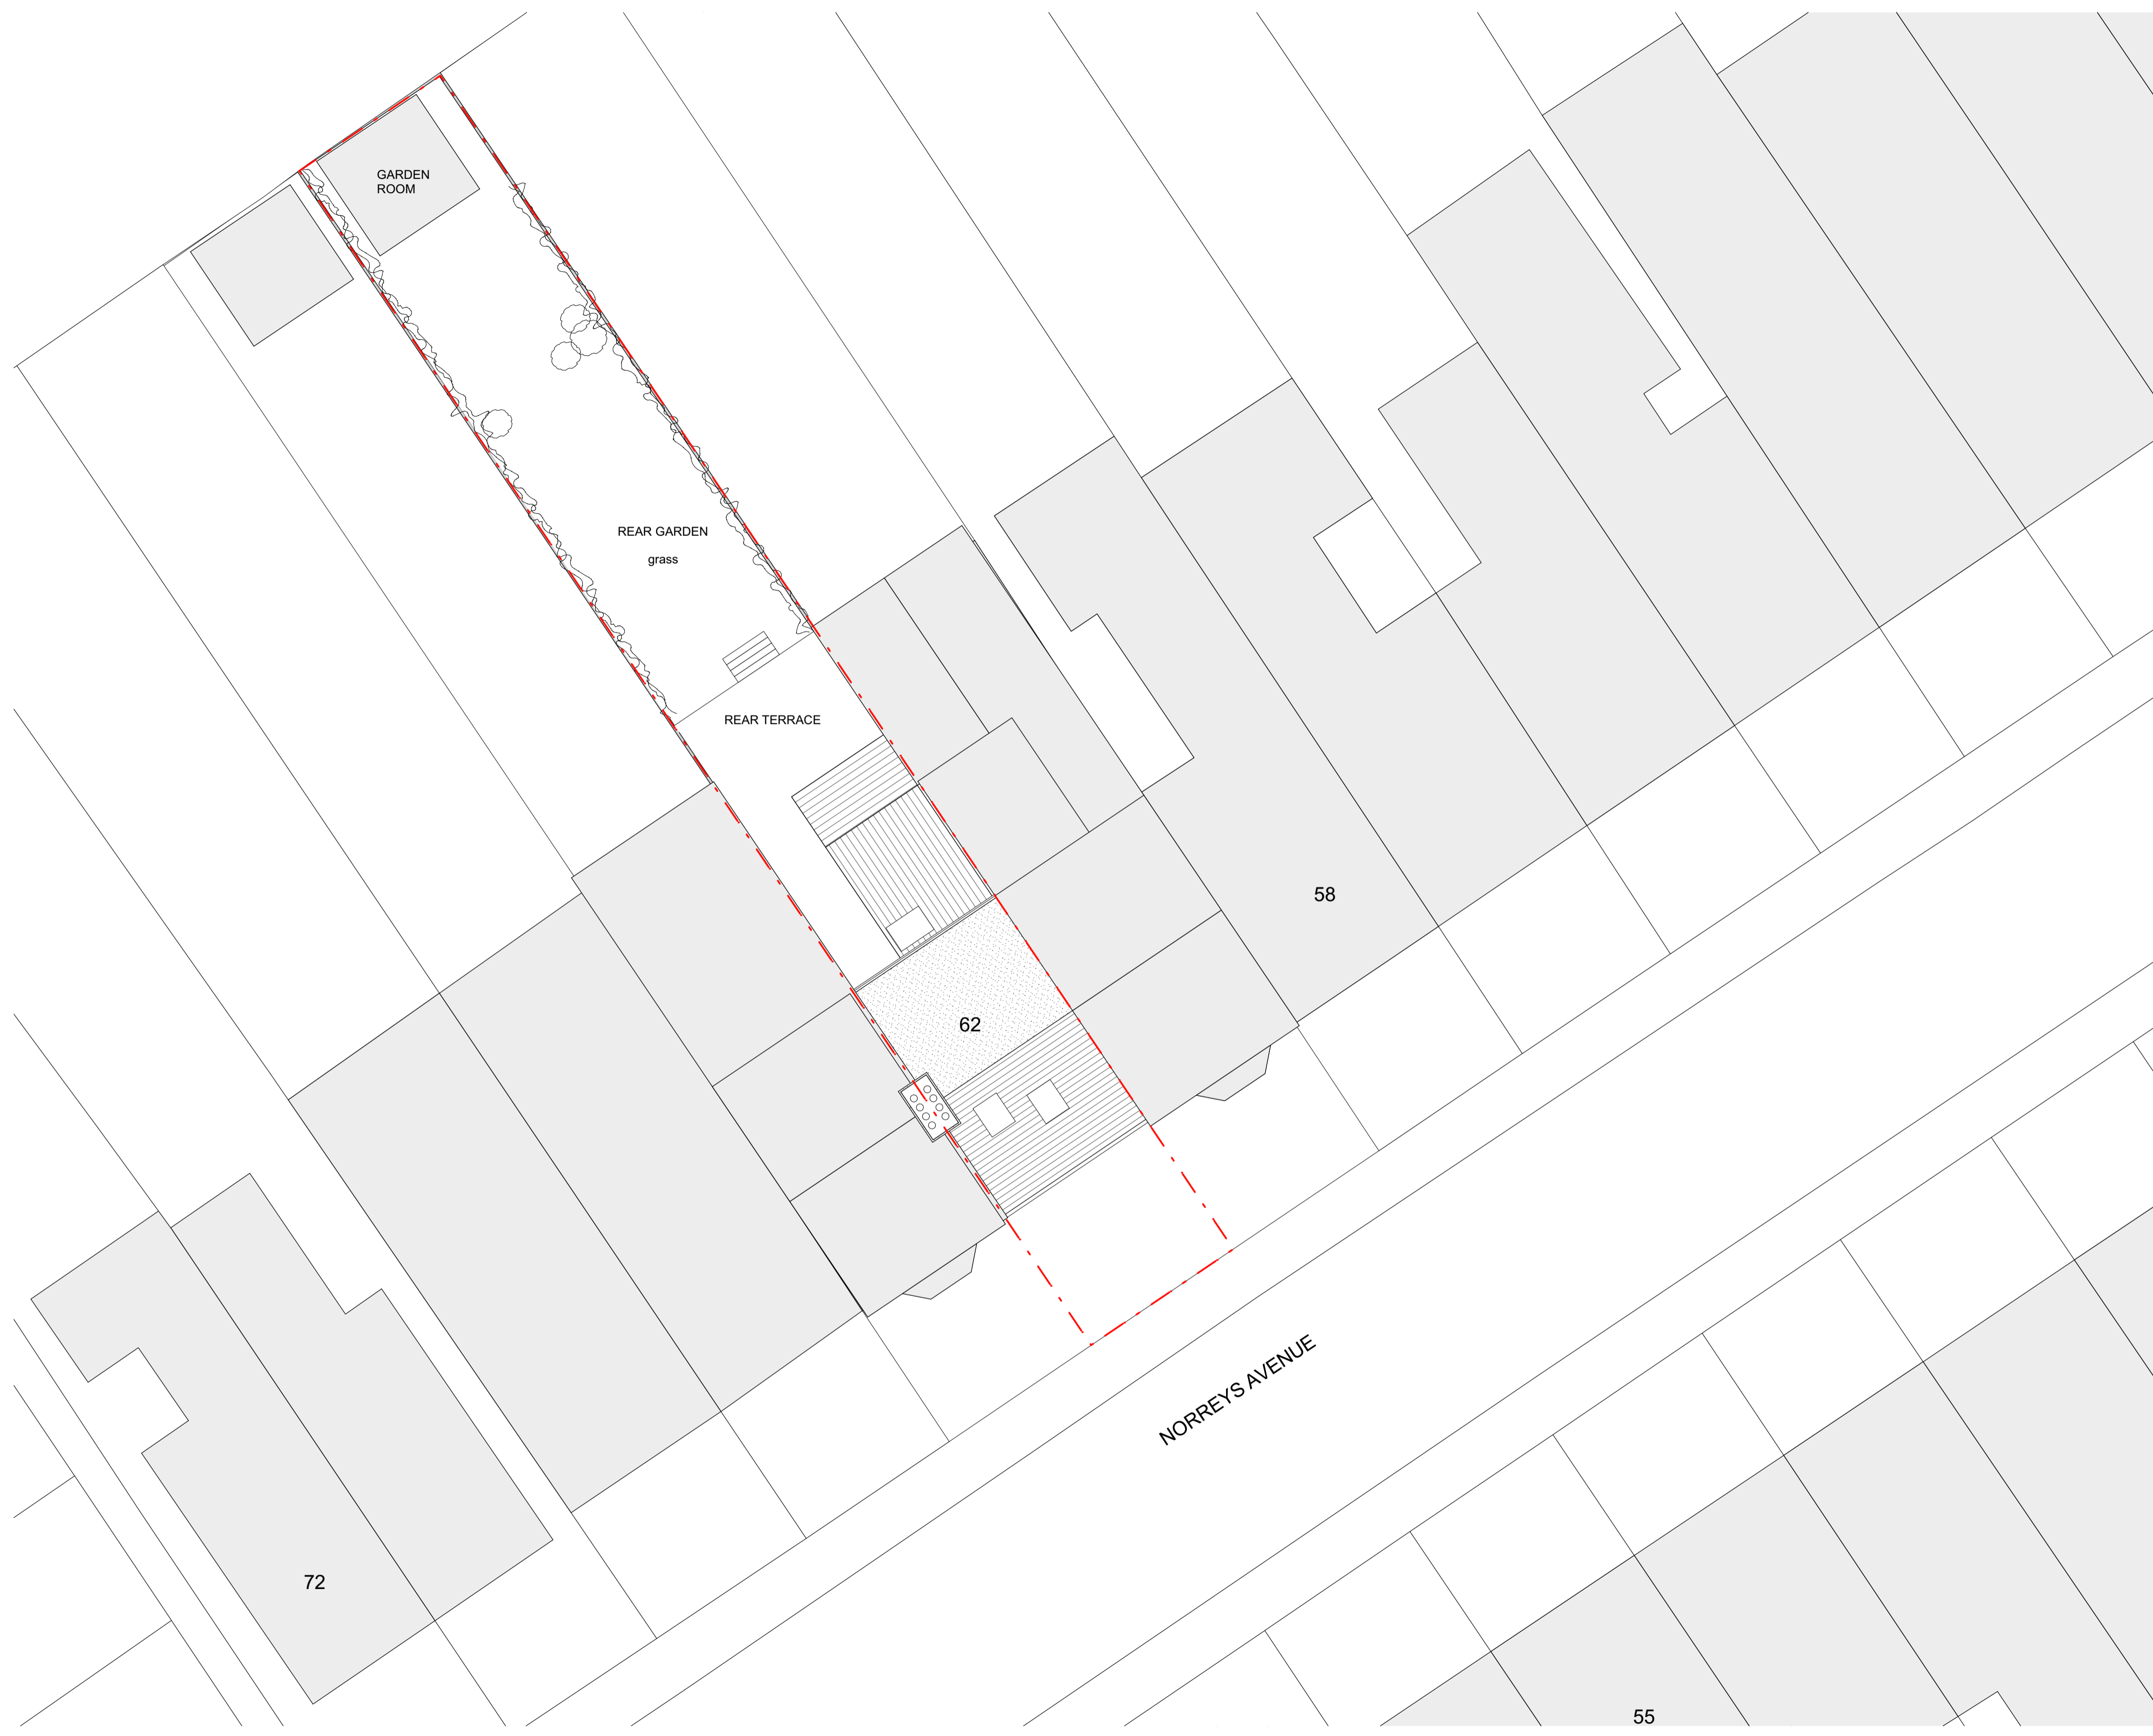 GARDEN
ROOM
REAR GARDEN
grass
REAR TERRACE
58
62
NORREYS AVENUE
72
55